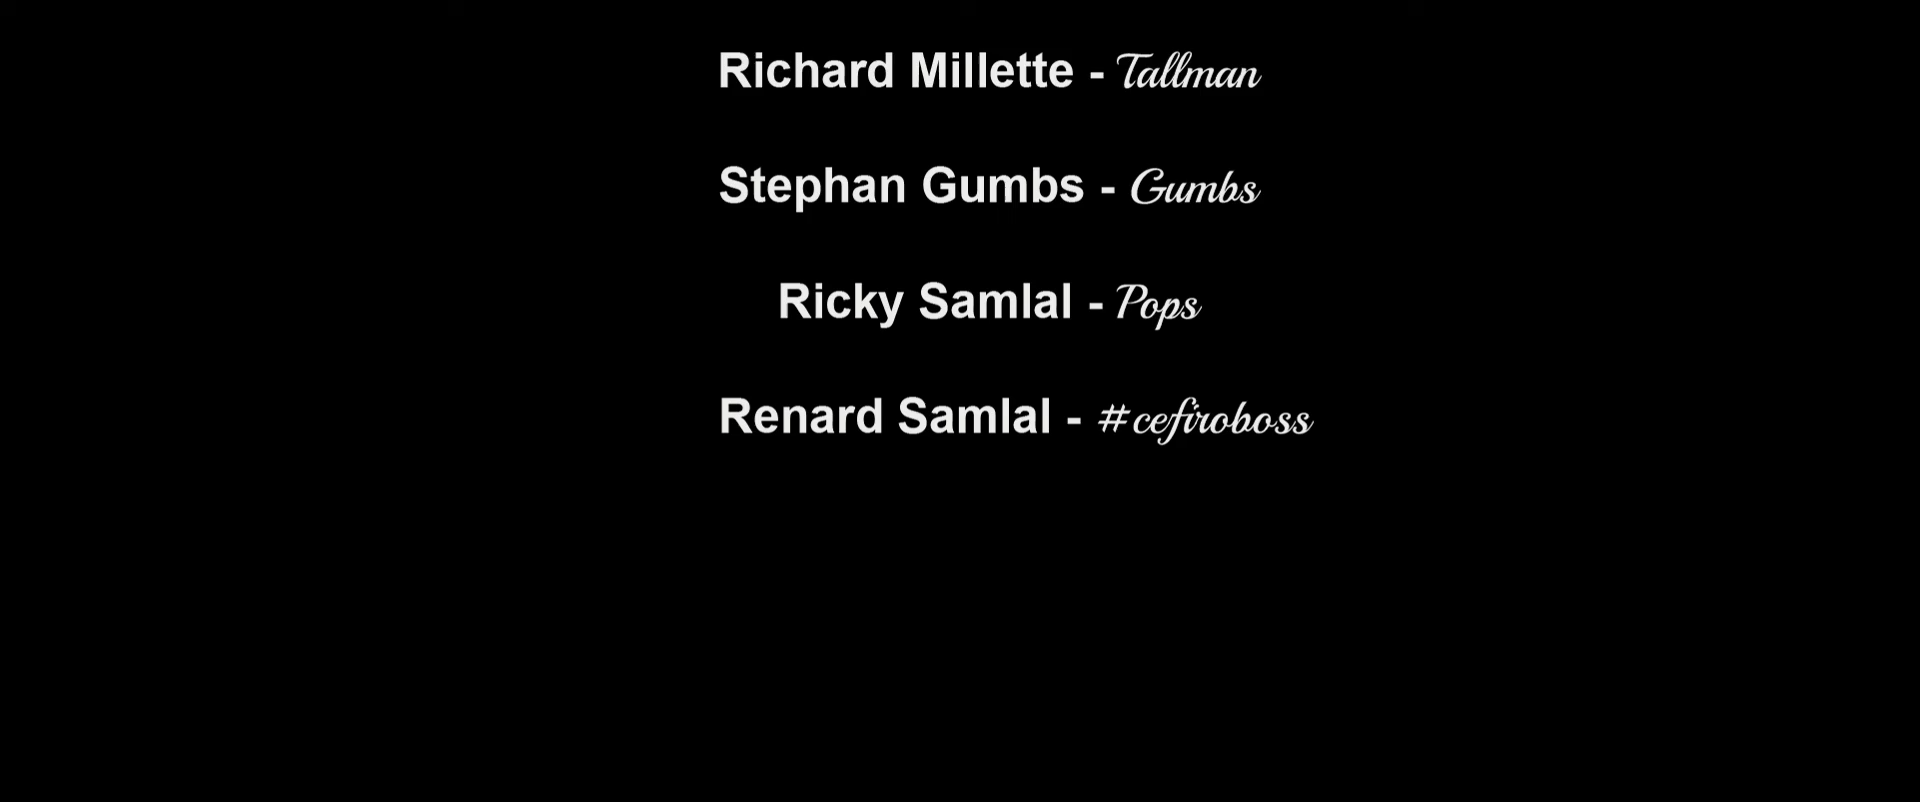 Richard Millette - Tallman
Stephan Gumbs - Gumbs
Ricky Samlal - Pops
Renard Samlal - #cefiroboss